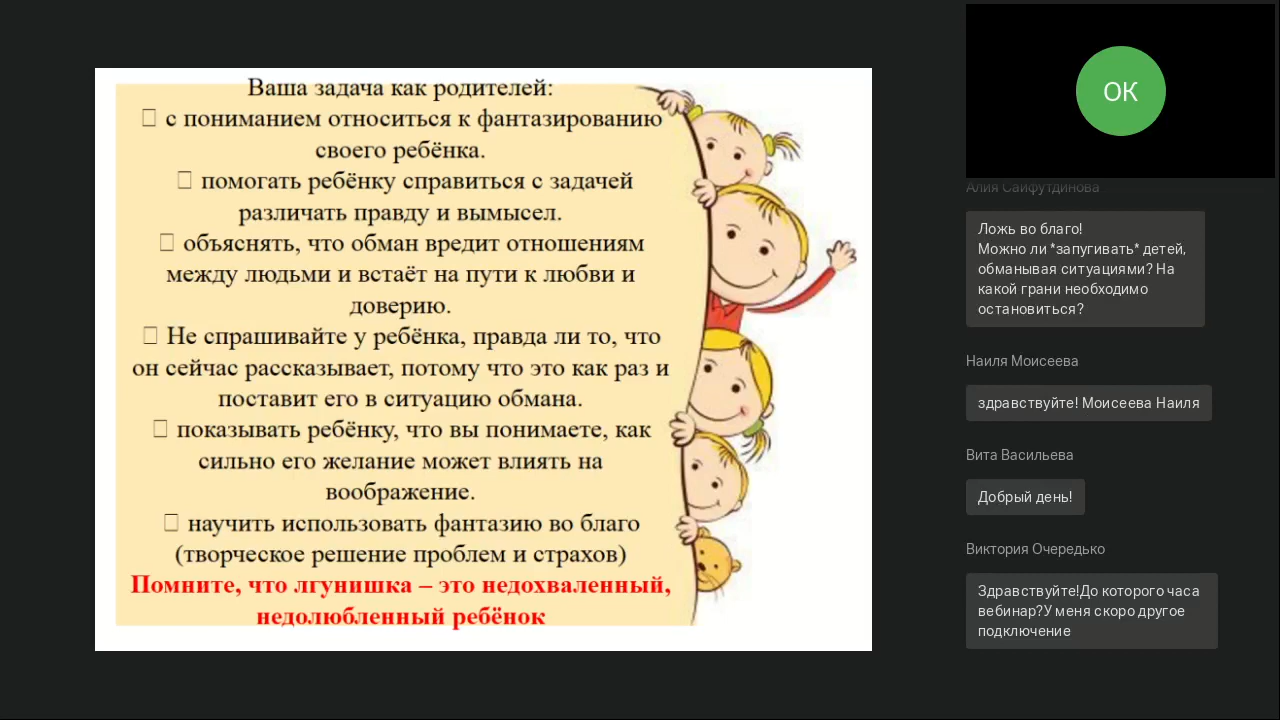 Ваша задача как родителей:
с пониманием относиться к фантазированию
своего ребёнка.
помогать ребёнку справиться с задачей
различать правду и вымысел.
объяснять, что обман вредит отношениям
между людьми и встаёт на пути к любви и
доверию.
Не спрашивайте у ребёнка, правда ли то, что
он сейчас рассказывает, потому что это как раз и
поставит его в ситуацию обмана.
показывать ребёнку, что вы понимаете, как
сильно его желание может влиять на
воображение.
научить использовать фантазию во благо
(творческое решение проблем и страхов)
Помните, что лгунишка – это недохваленный,
недолюбленный ребёнок
ОК
Алия Сайфутдинова
Ложь во благо!
Можно ли *запугивать* детей,
обманывая ситуациями? На
какой грани необходимо
остановиться?
Наиля Моисеева
здравствуйте! Моисеева Наиля
Вита Васильева
Добрый день!
Виктория Очередько
Здравствуйте!До которого часа
вебинар?У меня скоро другое
подключение